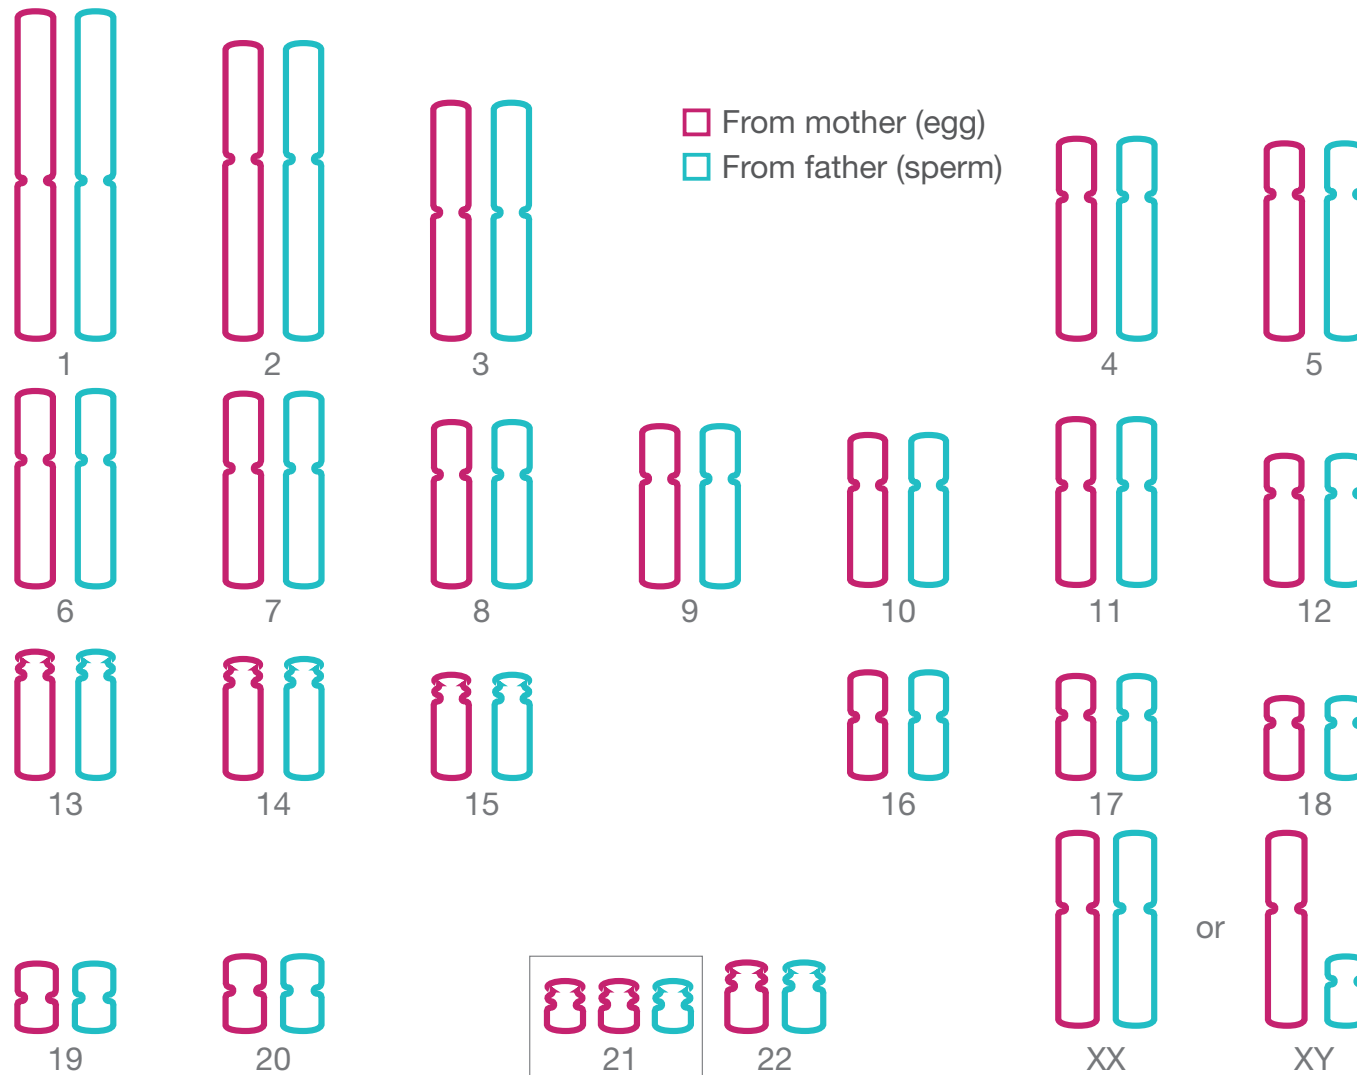 From mother (egg)
From father (sperm)
1 2 3 4 5
6 7 8 9 10 11 12
13 14 15 16 17 18
or
19 20 21 22 XX XY